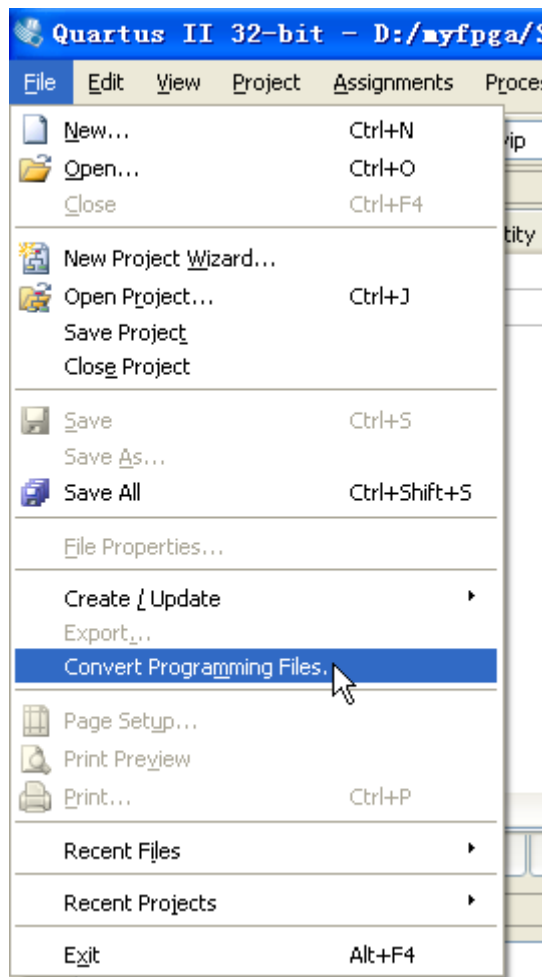 Quartus II 32-bit - D:/myfpga/S
File Edit View Project Assignments Proces
New... Ctrl+N
vip
Open... Ctrl+O
Close Ctrl+F4
tity
New Project Wizard...
Open Project... Ctrl+J
Save Project
Close Project
Save Ctrl+S
Save As...
Save All Ctrl+Shift+S
File Properties...
Create / Update
Export...
Convert Programming Files.
Page Setup...
Print Preview
Print... Ctrl+P
Recent Files
Recent Projects
Exit Alt+F4